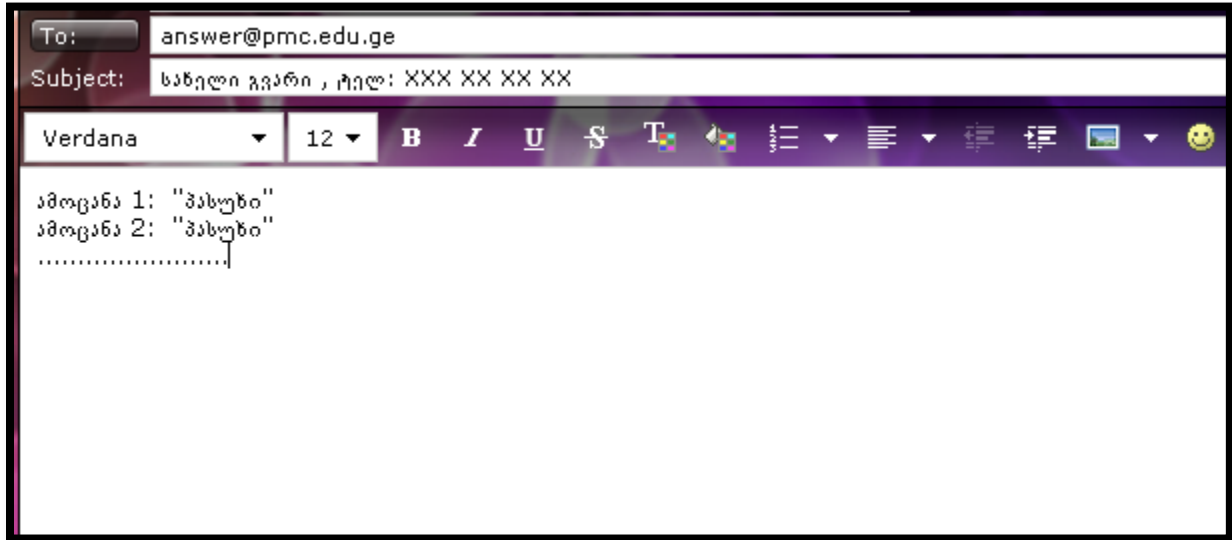 To: answer@pmc.edu.ge
Subject: სახელი გვარი , ტელ: XXX XX XX XX
Verdana 12 B I U S T
ამოცანა 1: "პასუხი"
ამოცანა 2: "პასუხი"
........................